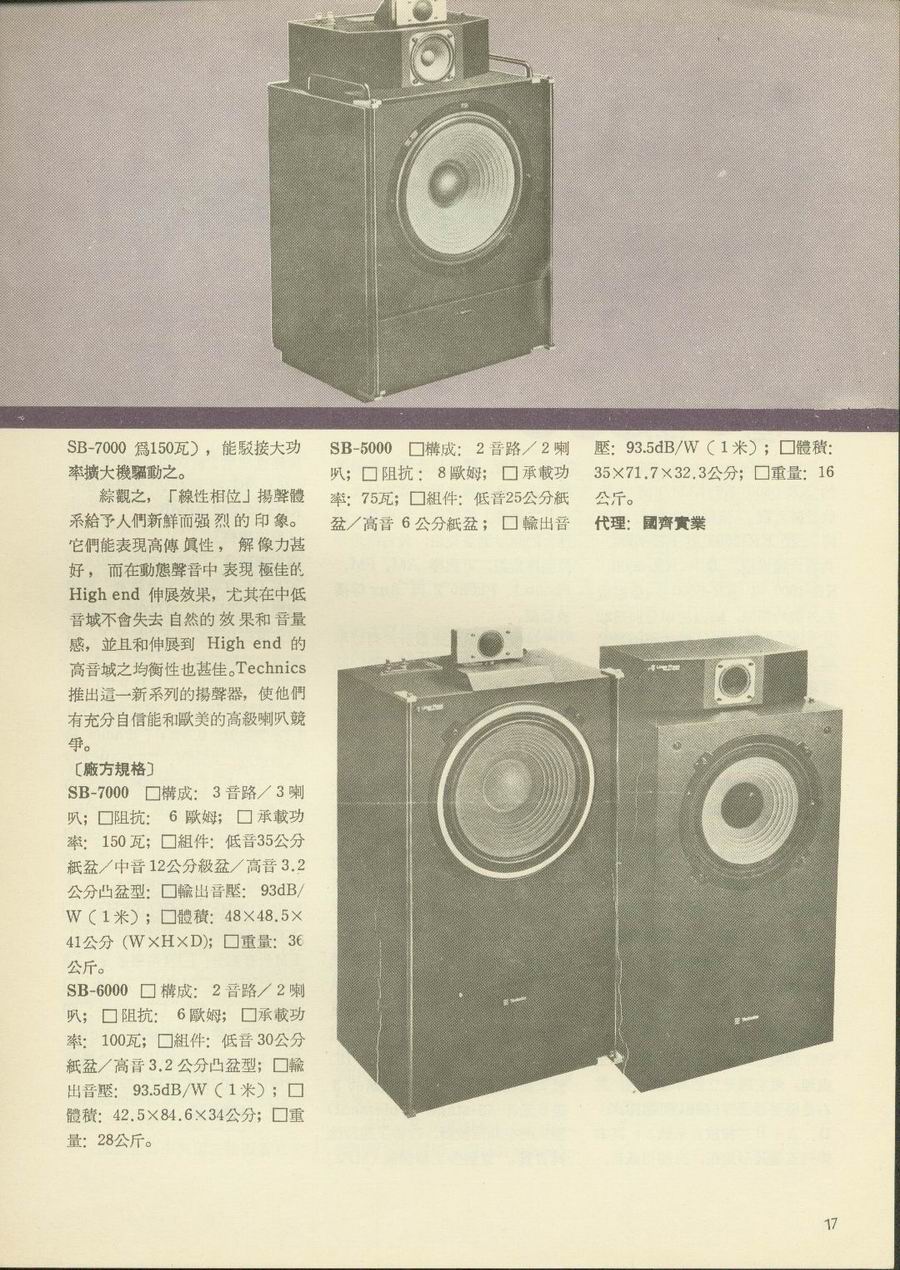 SB-7000 爲150瓦），能駁接大功
率擴大機驅動之。
綜觀之，「線性相位」揚聲體
系給予人們新鮮而强烈的印象。
它們能表現高傳眞性，解像力甚
好，而在動態聲音中表現極佳的
High end 伸展效果，尤其在中低
音域不會失去自然的效果和音量
感，並且和伸展到 High end 的
高音域之均衡性也甚佳。Technics
推出這一新系列的揚聲器，使他們
有充分自信能和歐美的高級喇叭競
爭。
〔廠方規格〕
SB-7000 □構成：3音路／3喇
叭；□阻抗：6歐姆；□承載功
率：150瓦；□組件：低音35公分
紙盆／中音12公分級盆／高音3.2
公分凸盆型：□輸出音壓：93dB/
W（1米）；□體積：48×48.5×
41公分（W×H×D）；□重量：36
公斤。
SB-6000 □構成：2音路／2喇
叭；□阻抗：6歐姆；□承載功
率：100瓦；□組件：低音30公分
紙盆／高音3.2公分凸盆型；□輸
出音壓：93.5dB/W（1米）；□
體積：42.5×84.6×34公分；□重
量：28公斤。
SB-5000 □構成：2音路／2喇
叭；□阻抗：8歐姆；□承載功
率：75瓦；□組件：低音25公分紙
盆／高音6公分紙盆；□輸出音
壓：93.5dB/W（1米）；□體積：
35×71.7×32.3公分；□重量：16
公斤。
代理：國齊實業
Linear Phase
Technics
Technics
17